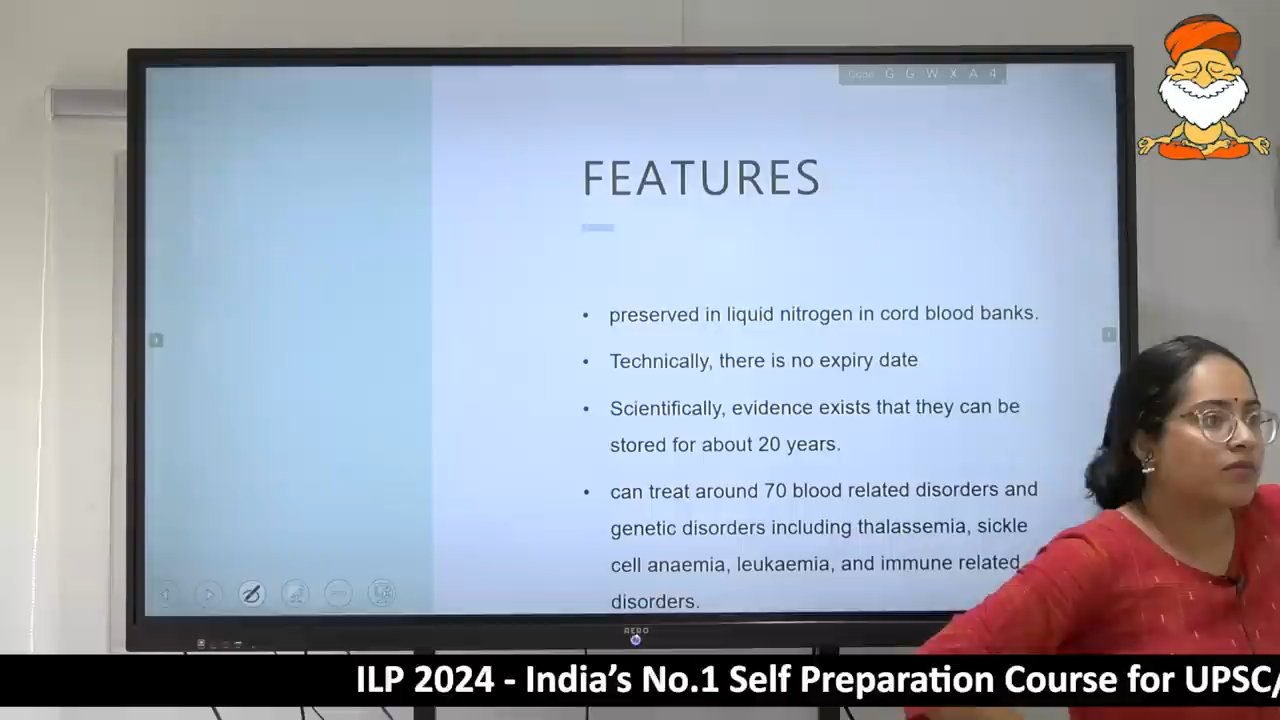 Code G G W X A 4
FEATURES
• preserved in liquid nitrogen in cord blood banks.
• Technically, there is no expiry date
• Scientifically, evidence exists that they can be
stored for about 20 years.
• can treat around 70 blood related disorders and
genetic disorders including thalassemia, sickle
cell anaemia, leukaemia, and immune related
disorders.
ILP 2024 - India’s No.1 Self Preparation Course for UPSC/